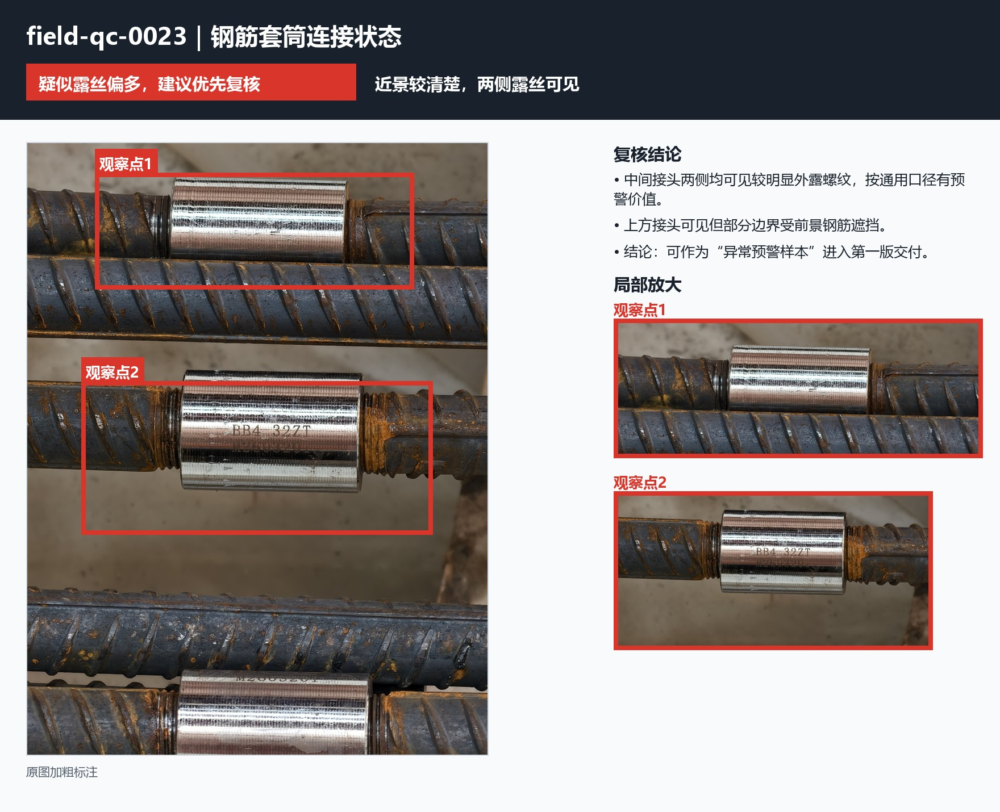 field-qc-0023 | 钢筋套筒连接状态
疑似露丝偏多，建议优先复核
近景较清楚，两侧露丝可见
观察点1
观察点2
BB4 32ZT
原图加粗标注
复核结论
• 中间接头两侧均可见较明显外露螺纹，按通用口径有预
警价值。
• 上方接头可见但部分边界受前景钢筋遮挡。
• 结论：可作为“异常预警样本”进入第一版交付。
局部放大
观察点1
观察点2
BB4 32ZT